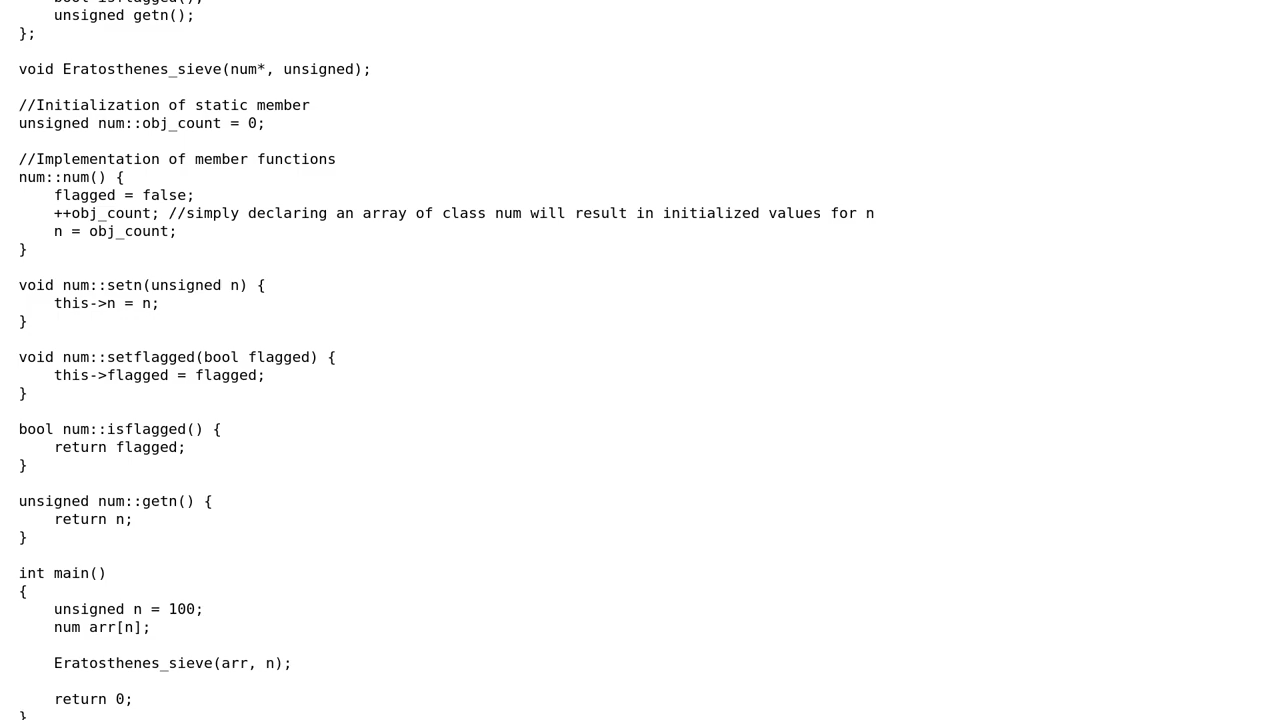 bool isflagged();
unsigned getn();
};
void Eratosthenes_sieve(num*, unsigned);
//Initialization of static member
unsigned num::obj_count = 0;
//Implementation of member functions
num::num() {
flagged = false;
++obj_count; //simply declaring an array of class num will result in initialized values for n
n = obj_count;
}
void num::setn(unsigned n) {
this->n = n;
}
void num::setflagged(bool flagged) {
this->flagged = flagged;
}
bool num::isflagged() {
return flagged;
}
unsigned num::getn() {
return n;
}
int main()
{
unsigned n = 100;
num arr[n];
Eratosthenes_sieve(arr, n);
return 0;
}